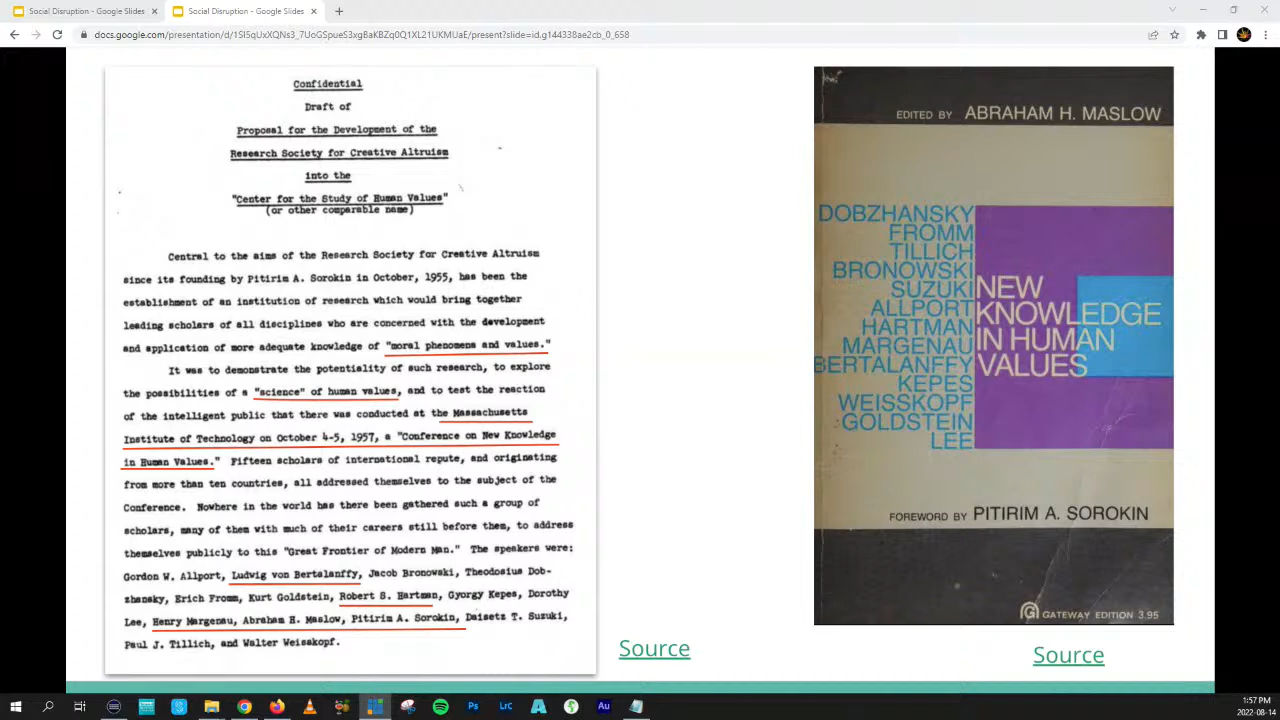 Social Disruption - Google Slides
Social Disruption - Google Slides
docs.google.com/presentation/d/1SI5qUxXQNs3_7UoGSpueS3xgBaKBZq0Q1XL21UKMUaE/present?slide=id.g144338ae2cb_0_658
Confidential
Draft of
Proposal for the Development of the
Research Society for Creative Altruism
into the
"Center for the Study of Human Values"
(or other comparable name)
Central to the aims of the Research Society for Creative Altruism
since its founding by Pitirim A. Sorokin in October, 1955, has been the
establishment of an institution of research which would bring together
leading scholars of all disciplines who are concerned with the development
and application of more adequate knowledge of "moral phenomena and values."
It was to demonstrate the potentiality of such research, to explore
the possibilities of a "science" of human values, and to test the reaction
of the intelligent public that there was conducted at the Massachusetts
Institute of Technology on October 4-5, 1957, a "Conference on New Knowledge
in Human Values." Fifteen scholars of international repute, and originating
from more than ten countries, all addressed themselves to the subject of the
Conference. Nowhere in the world has there been gathered such a group of
scholars, many of them with much of their careers still before them, to address
themselves publicly to this "Great Frontier of Modern Man." The speakers were:
Gordon W. Allport, Ludwig von Bertalanffy, Jacob Bronowski, Theodosius Dob-
zhansky, Erich Fromm, Kurt Goldstein, Robert S. Hartman, Gyorgy Kepes, Dorothy
Lee, Henry Margenau, Abraham H. Maslow, Pitirim A. Sorokin, Daisetz T. Suzuki,
Paul J. Tillich, and Walter Weisskopf.
Source
EDITED BY ABRAHAM H. MASLOW
DOBZHANSKY
FROMM
TILLICH
BRONOWSKI
SUZUKI
ALLPORT
HARTMAN
MARGENAU
BERTALANFFY
KEPES
WEISSKOPF
GOLDSTEIN
LEE
NEW
KNOWLEDGE
IN HUMAN
VALUES
FOREWORD BY PITIRIM A. SOROKIN
GATEWAY EDITION 3.95
Source
Ps
LrC
Au
1:57 PM
2022-08-14